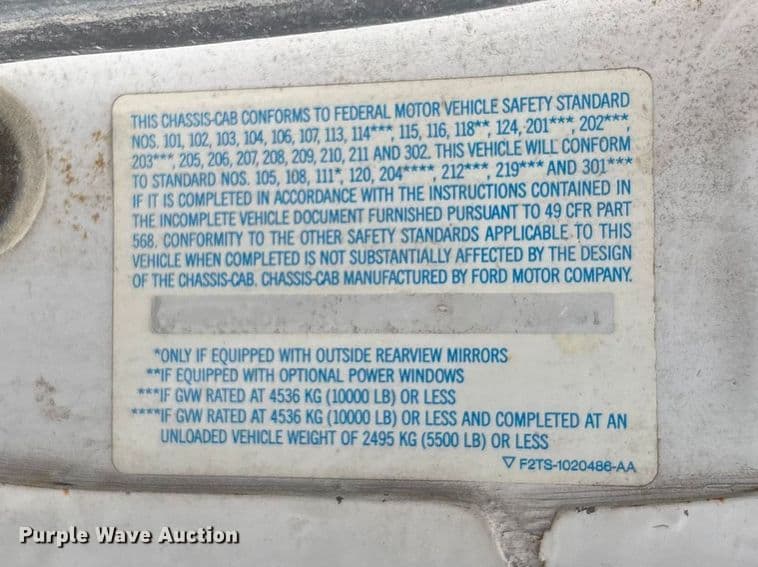 THIS CHASSIS-CAB CONFORMS TO FEDERAL MOTOR VEHICLE SAFETY STANDARD
NOS. 101, 102, 103, 104, 106, 107, 113, 114***, 115, 116, 118**, 124, 201***, 202***,
203***, 205, 206, 207, 208, 209, 210, 211 AND 302. THIS VEHICLE WILL CONFORM
TO STANDARD NOS. 105, 108, 111*, 120, 204****, 212***, 219*** AND 301***
IF IT IS COMPLETED IN ACCORDANCE WITH THE INSTRUCTIONS CONTAINED IN
THE INCOMPLETE VEHICLE DOCUMENT FURNISHED PURSUANT TO 49 CFR PART
568. CONFORMITY TO THE OTHER SAFETY STANDARDS APPLICABLE TO THIS
VEHICLE WHEN COMPLETED IS NOT SUBSTANTIALLY AFFECTED BY THE DESIGN
OF THE CHASSIS-CAB. CHASSIS-CAB MANUFACTURED BY FORD MOTOR COMPANY.
*ONLY IF EQUIPPED WITH OUTSIDE REARVIEW MIRRORS
**IF EQUIPPED WITH OPTIONAL POWER WINDOWS
***IF GVW RATED AT 4536 KG (10000 LB) OR LESS
****IF GVW RATED AT 4536 KG (10000 LB) OR LESS AND COMPLETED AT AN
UNLOADED VEHICLE WEIGHT OF 2495 KG (5500 LB) OR LESS
▽ F2TS-1020486-AA
Purple Wave Auction